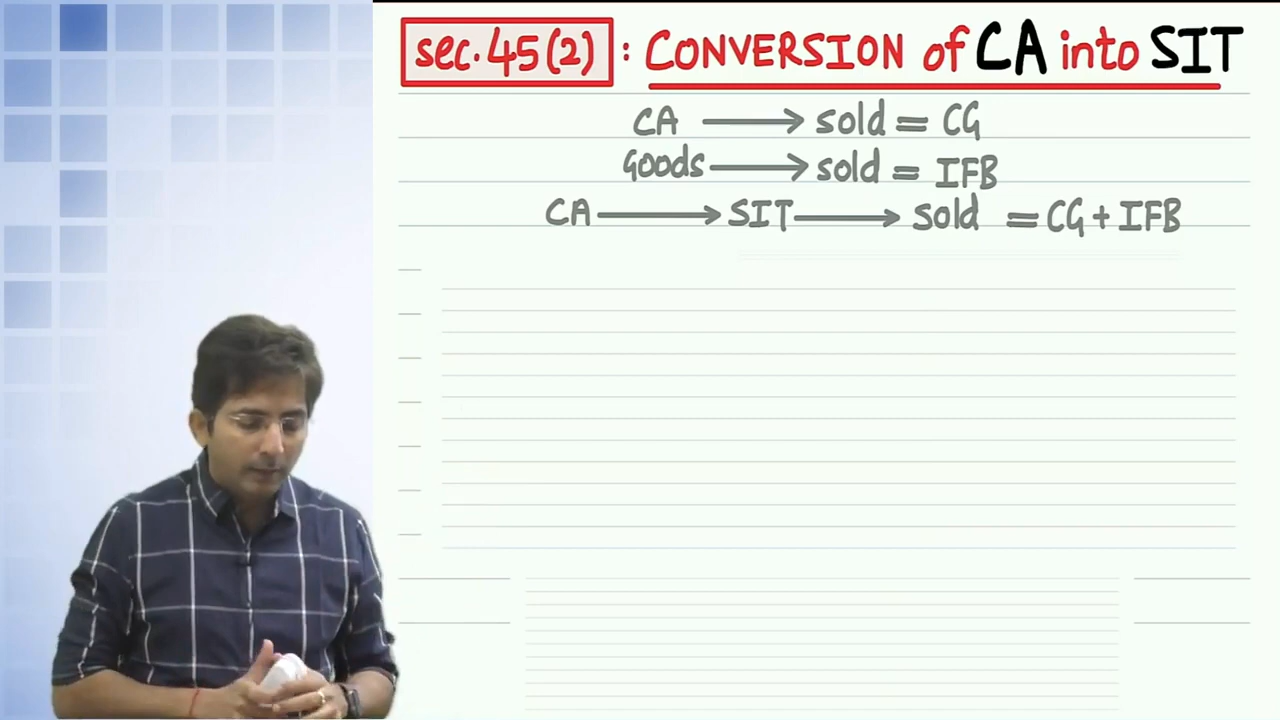 sec.45(2) : CONVERSION of CA into SIT
CA → sold = CG
Goods → sold = IFB
CA → SIT → sold = CG + IFB